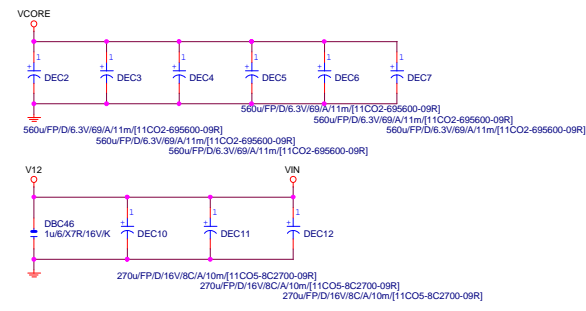 VCORE
1 1 1 1 1 1
+ + + + + +
DEC2 DEC3 DEC4 DEC5 DEC6 DEC7
560u/FP/D/6.3V/69/A/11m/[11CO2-695600-09R]
560u/FP/D/6.3V/69/A/11m/[11CO2-695600-09R]
560u/FP/D/6.3V/69/A/11m/[11CO2-695600-09R]
560u/FP/D/6.3V/69/A/11m/[11CO2-695600-09R]
560u/FP/D/6.3V/69/A/11m/[11CO2-695600-09R]
560u/FP/D/6.3V/69/A/11m/[11CO2-695600-09R]
V12 VIN
1 1 1
+ + +
DBC46
1u/6/X7R/16V/K
DEC10 DEC11 DEC12
270u/FP/D/16V/8C/A/10m/[11CO5-8C2700-09R]
270u/FP/D/16V/8C/A/10m/[11CO5-8C2700-09R]
270u/FP/D/16V/8C/A/10m/[11CO5-8C2700-09R]